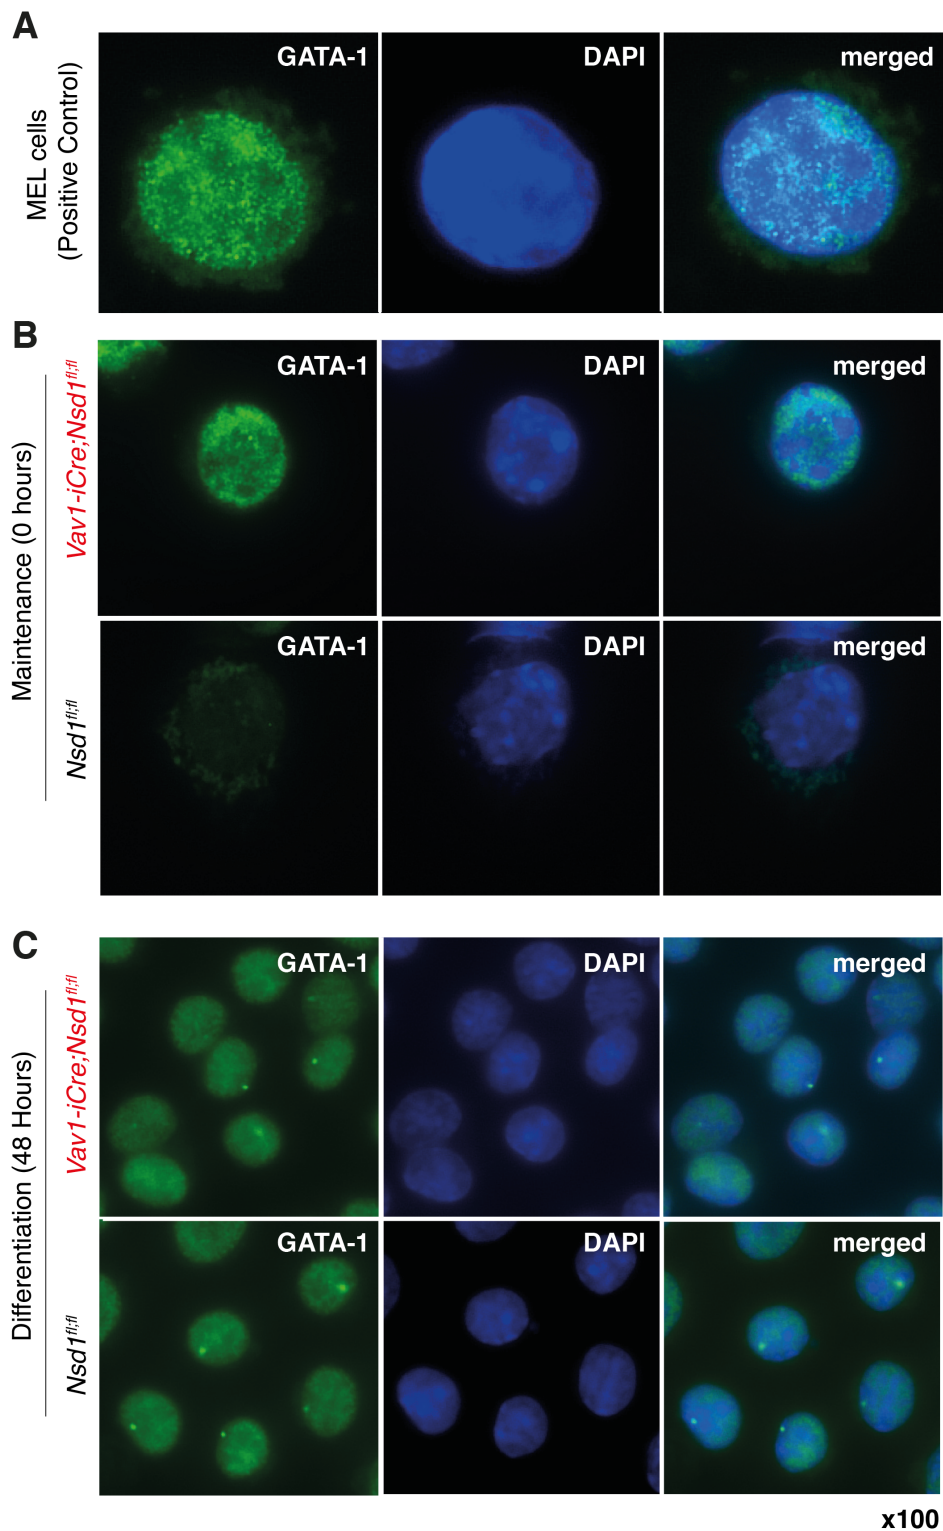 A
MEL cells
(Positive Control)
GATA-1
DAPI
merged
B
Maintenance (0 hours)
Vav1-iCre;Nsd1fl;fl
GATA-1
DAPI
merged
Nsd1fl;fl
GATA-1
DAPI
merged
C
Differentiation (48 Hours)
Vav1-iCre;Nsd1fl;fl
GATA-1
DAPI
merged
Nsd1fl;fl
GATA-1
DAPI
merged
x100